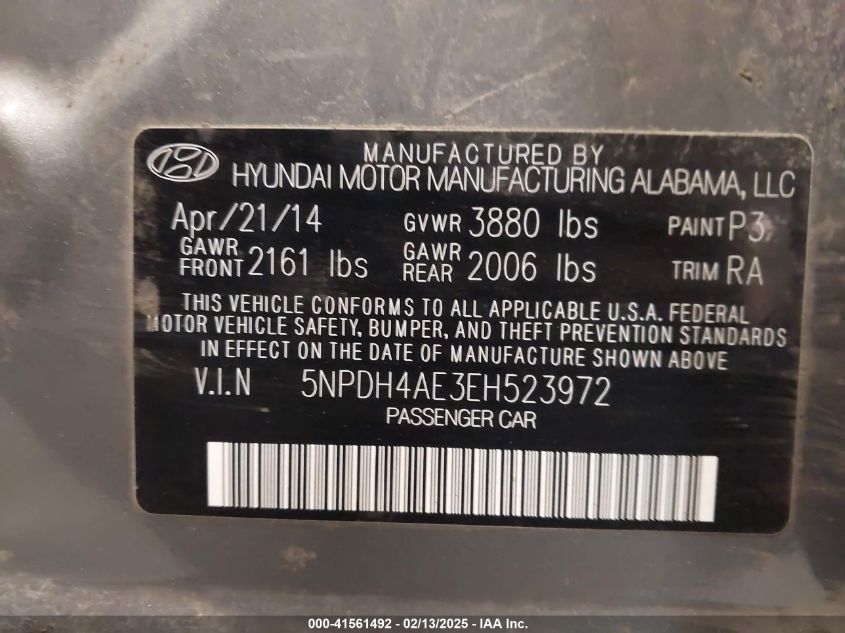 MANUFACTURED BY
HYUNDAI MOTOR MANUFACTURING ALABAMA, LLC
Apr/21/14 GVWR 3880 lbs PAINT P3
GAWR FRONT 2161 lbs GAWR REAR 2006 lbs TRIM RA
THIS VEHICLE CONFORMS TO ALL APPLICABLE U.S.A. FEDERAL
MOTOR VEHICLE SAFETY, BUMPER, AND THEFT PREVENTION STANDARDS
IN EFFECT ON THE DATE OF MANUFACTURE SHOWN ABOVE
V.I.N 5NPDH4AE3EH523972
PASSENGER CAR
000-41561492 - 02/13/2025 - IAA Inc.